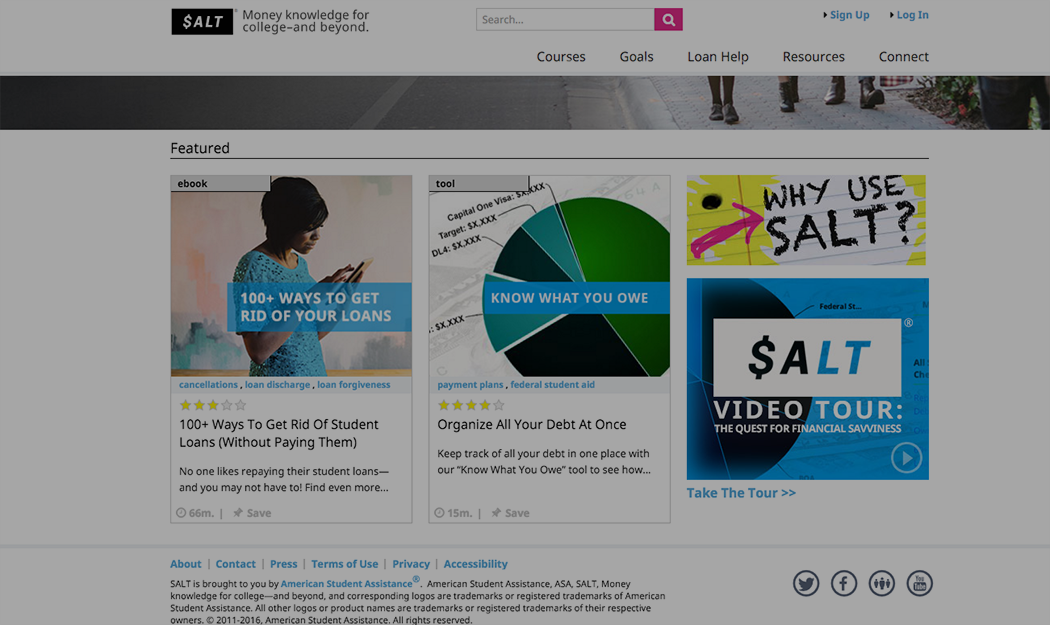 $ALT®
Money knowledge for
college–and beyond.
Search...
Sign Up
Log In
Courses
Goals
Loan Help
Resources
Connect
Featured
ebook
100+ WAYS TO GET
RID OF YOUR LOANS
cancellations , loan discharge , loan forgiveness
100+ Ways To Get Rid Of Student
Loans (Without Paying Them)
No one likes repaying their student loans—
and you may not have to! Find even more...
66m. | Save
tool
Capital One Visa: $X,XXX
Target: $X,XXX
DL4: $X,XXX
: $X,XXX
KNOW WHAT YOU OWE
payment plans , federal student aid
Organize All Your Debt At Once
Keep track of all your debt in one place with
our “Know What You Owe” tool to see how...
15m. | Save
WHY USE
SALT?
Federal St...
$ALT®
All
Che
VIDEO TOUR:
THE QUEST FOR FINANCIAL SAVVINESS
Take The Tour >>
About | Contact | Press | Terms of Use | Privacy | Accessibility
SALT is brought to you by American Student Assistance®. American Student Assistance, ASA, SALT, Money
knowledge for college—and beyond, and corresponding logos are trademarks or registered trademarks of American
Student Assistance. All other logos or product names are trademarks or registered trademarks of their respective
owners. © 2011-2016, American Student Assistance. All rights reserved.
You
Tube